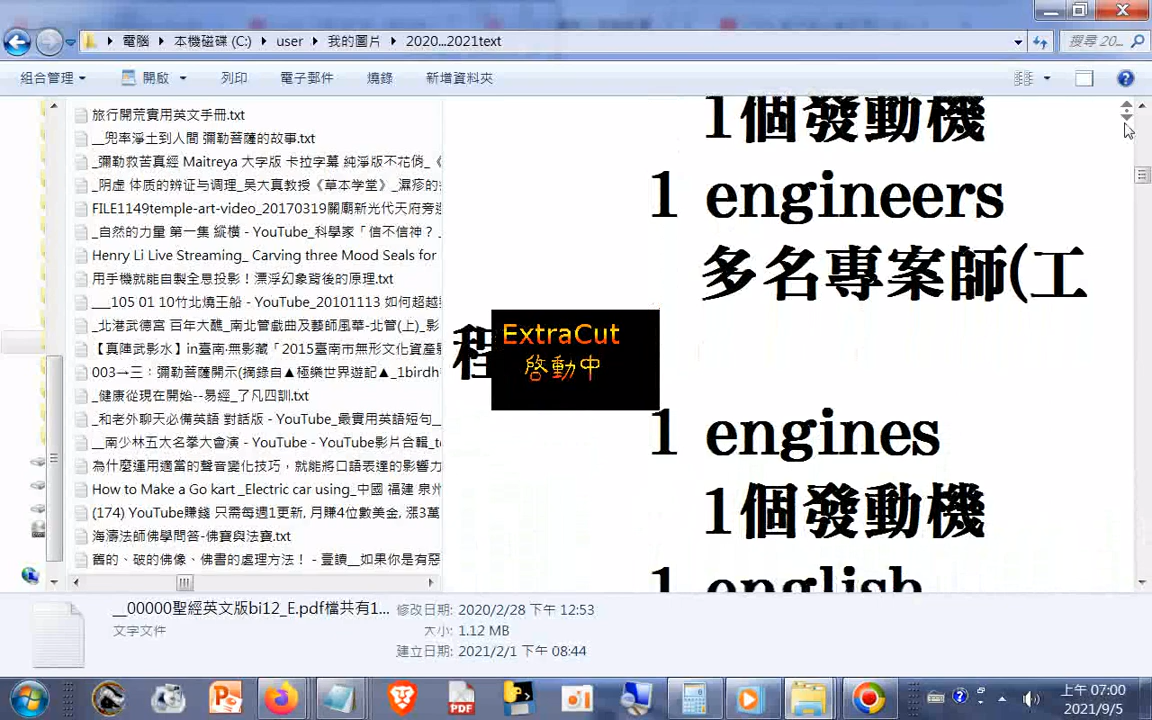 電腦 本機磁碟 (C:) user 我的圖片 2020...2021text
搜尋 20...
組合管理 開啟 列印 電子郵件 燒錄 新增資料夾
旅行開荒實用英文手冊.txt
__兜率淨土到人間 彌勒菩薩的故事.txt
_彌勒救苦真經 Maitreya 大字版 卡拉字幕 純淨版不花俏_《
_阴虚 体质的辨证与调理_吴大真教授《草本学堂》_濕疹的:
FILE1149temple-art-video_20170319關廟新光代天府旁邊
_自然的力量 第一集 縱橫 - YouTube_科學家「信不信神？」
Henry Li Live Streaming_ Carving three Mood Seals for
用手機就能自製全息投影！漂浮幻象背後的原理.txt
___105 01 10竹北燒王船 - YouTube_20101113 如何超越
_北港武德宮 百年大醮_南北管戲曲及藝師風華-北管(上)_影
【真陣武影水】in臺南·無影藏「2015臺南市無形文化資產
003→三：彌勒菩薩開示(摘錄自▲極樂世界遊記▲_1birdh
_健康從現在開始--易經_了凡四訓.txt
_和老外聊天必備英語 對話版 - YouTube_最實用英語短句_
__南少林五大名拳大會演 - YouTube - YouTube影片合輯_to
為什麼運用適當的聲音變化技巧，就能將口語表達的影響力
How to Make a Go kart _Electric car using_中國 福建 泉州
(174) YouTube賺錢 只需每週1更新, 月賺4位數美金, 漲3萬
海濤法師佛學問答-佛寶與法寶.txt
舊的、破的佛像、佛書的處理方法！ - 壹讀__如果你是有惡
1個發動機
1 engineers
多名專案師(工
程
ExtraCut
啓動中
1 engines
1個發動機
1 english
__00000聖經英文版bi12_E.pdf檔共有1... 修改日期: 2020/2/28 下午 12:53
文字文件 大小: 1.12 MB
建立日期: 2021/2/1 下午 08:44
上午 07:00
2021/9/5